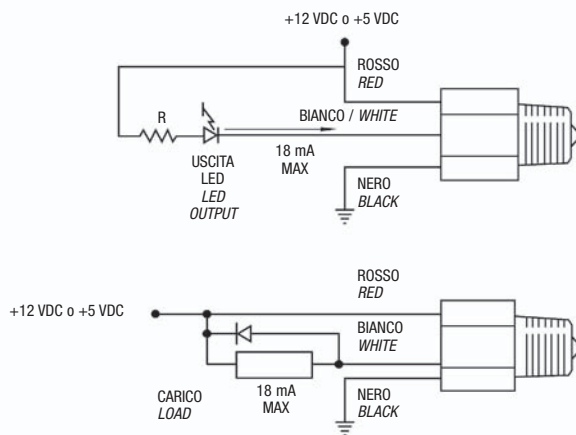 +12 VDC o +5 VDC
ROSSO
RED
R
BIANCO / WHITE
18 mA
MAX
USCITA
LED
LED
OUTPUT
NERO
BLACK
ROSSO
RED
+12 VDC o +5 VDC
BIANCO
WHITE
CARICO
LOAD
18 mA
MAX
NERO
BLACK